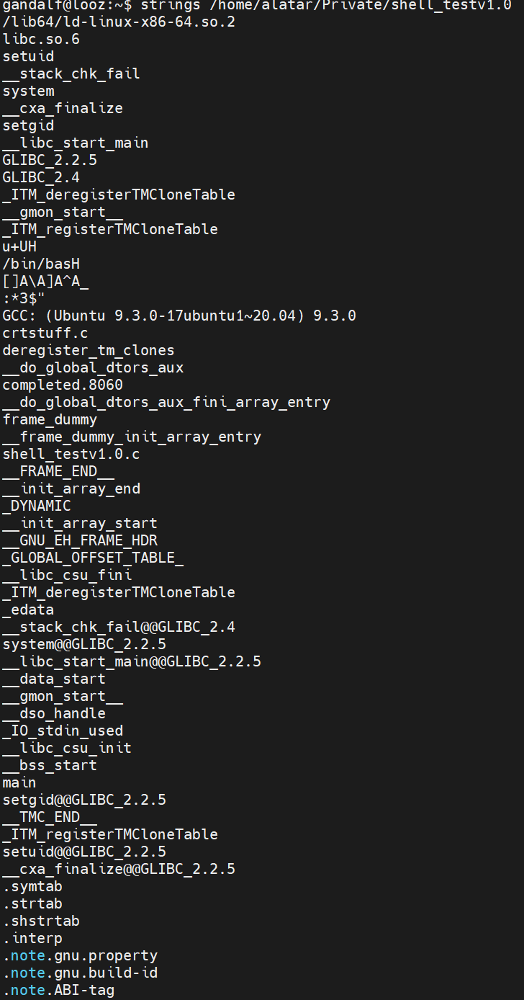 gandalf@looz:~$ strings /home/alatar/Private/shell_testv1.0
/lib64/ld-linux-x86-64.so.2
libc.so.6
setuid
__stack_chk_fail
system
__cxa_finalize
setgid
__libc_start_main
GLIBC_2.2.5
GLIBC_2.4
_ITM_deregisterTMCloneTable
__gmon_start__
_ITM_registerTMCloneTable
u+UH
/bin/basH
[]A\A]A^A_
:*3$"
GCC: (Ubuntu 9.3.0-17ubuntu1~20.04) 9.3.0
crtstuff.c
deregister_tm_clones
__do_global_dtors_aux
completed.8060
__do_global_dtors_aux_fini_array_entry
frame_dummy
__frame_dummy_init_array_entry
shell_testv1.0.c
__FRAME_END__
__init_array_end
_DYNAMIC
__init_array_start
__GNU_EH_FRAME_HDR
_GLOBAL_OFFSET_TABLE_
__libc_csu_fini
_ITM_deregisterTMCloneTable
_edata
__stack_chk_fail@@GLIBC_2.4
system@@GLIBC_2.2.5
__libc_start_main@@GLIBC_2.2.5
__data_start
__gmon_start__
__dso_handle
_IO_stdin_used
__libc_csu_init
__bss_start
main
setgid@@GLIBC_2.2.5
__TMC_END__
_ITM_registerTMCloneTable
setuid@@GLIBC_2.2.5
__cxa_finalize@@GLIBC_2.2.5
.symtab
.strtab
.shstrtab
.interp
.note.gnu.property
.note.gnu.build-id
.note.ABI-tag